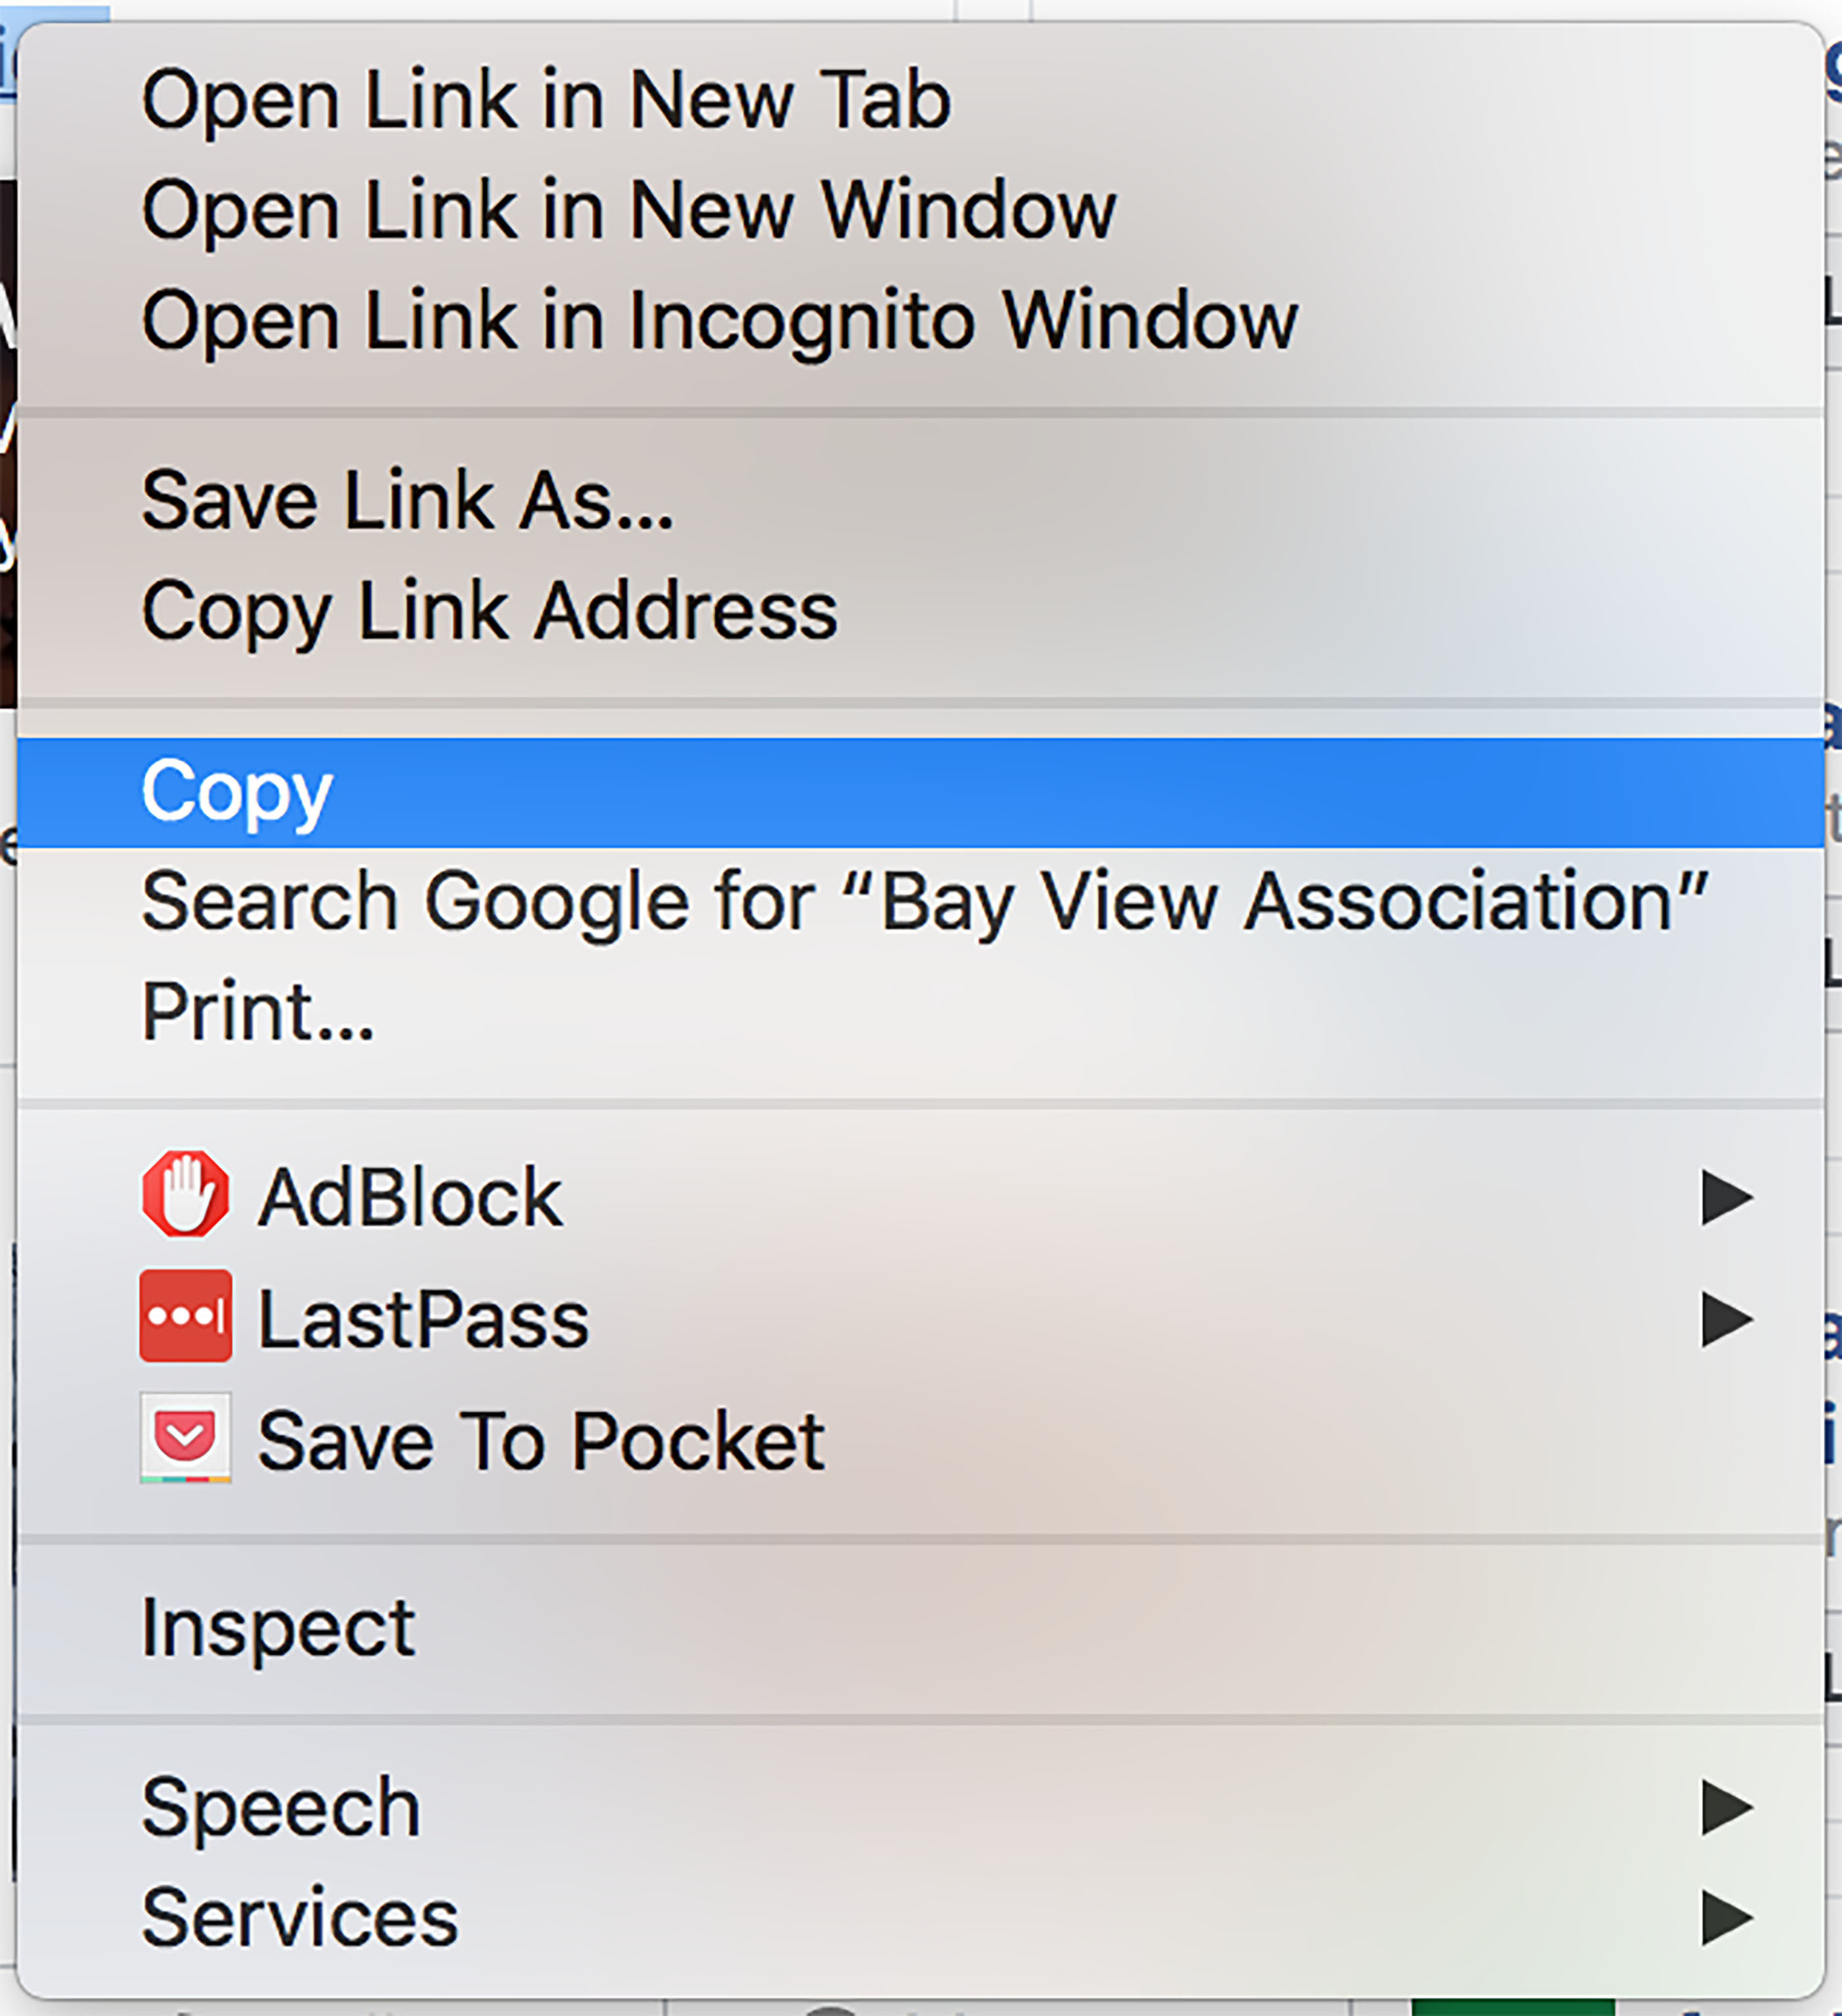 Open Link in New Tab
Open Link in New Window
Open Link in Incognito Window
Save Link As...
Copy Link Address
Copy
Search Google for “Bay View Association”
Print...
AdBlock
LastPass
Save To Pocket
Inspect
Speech
Services